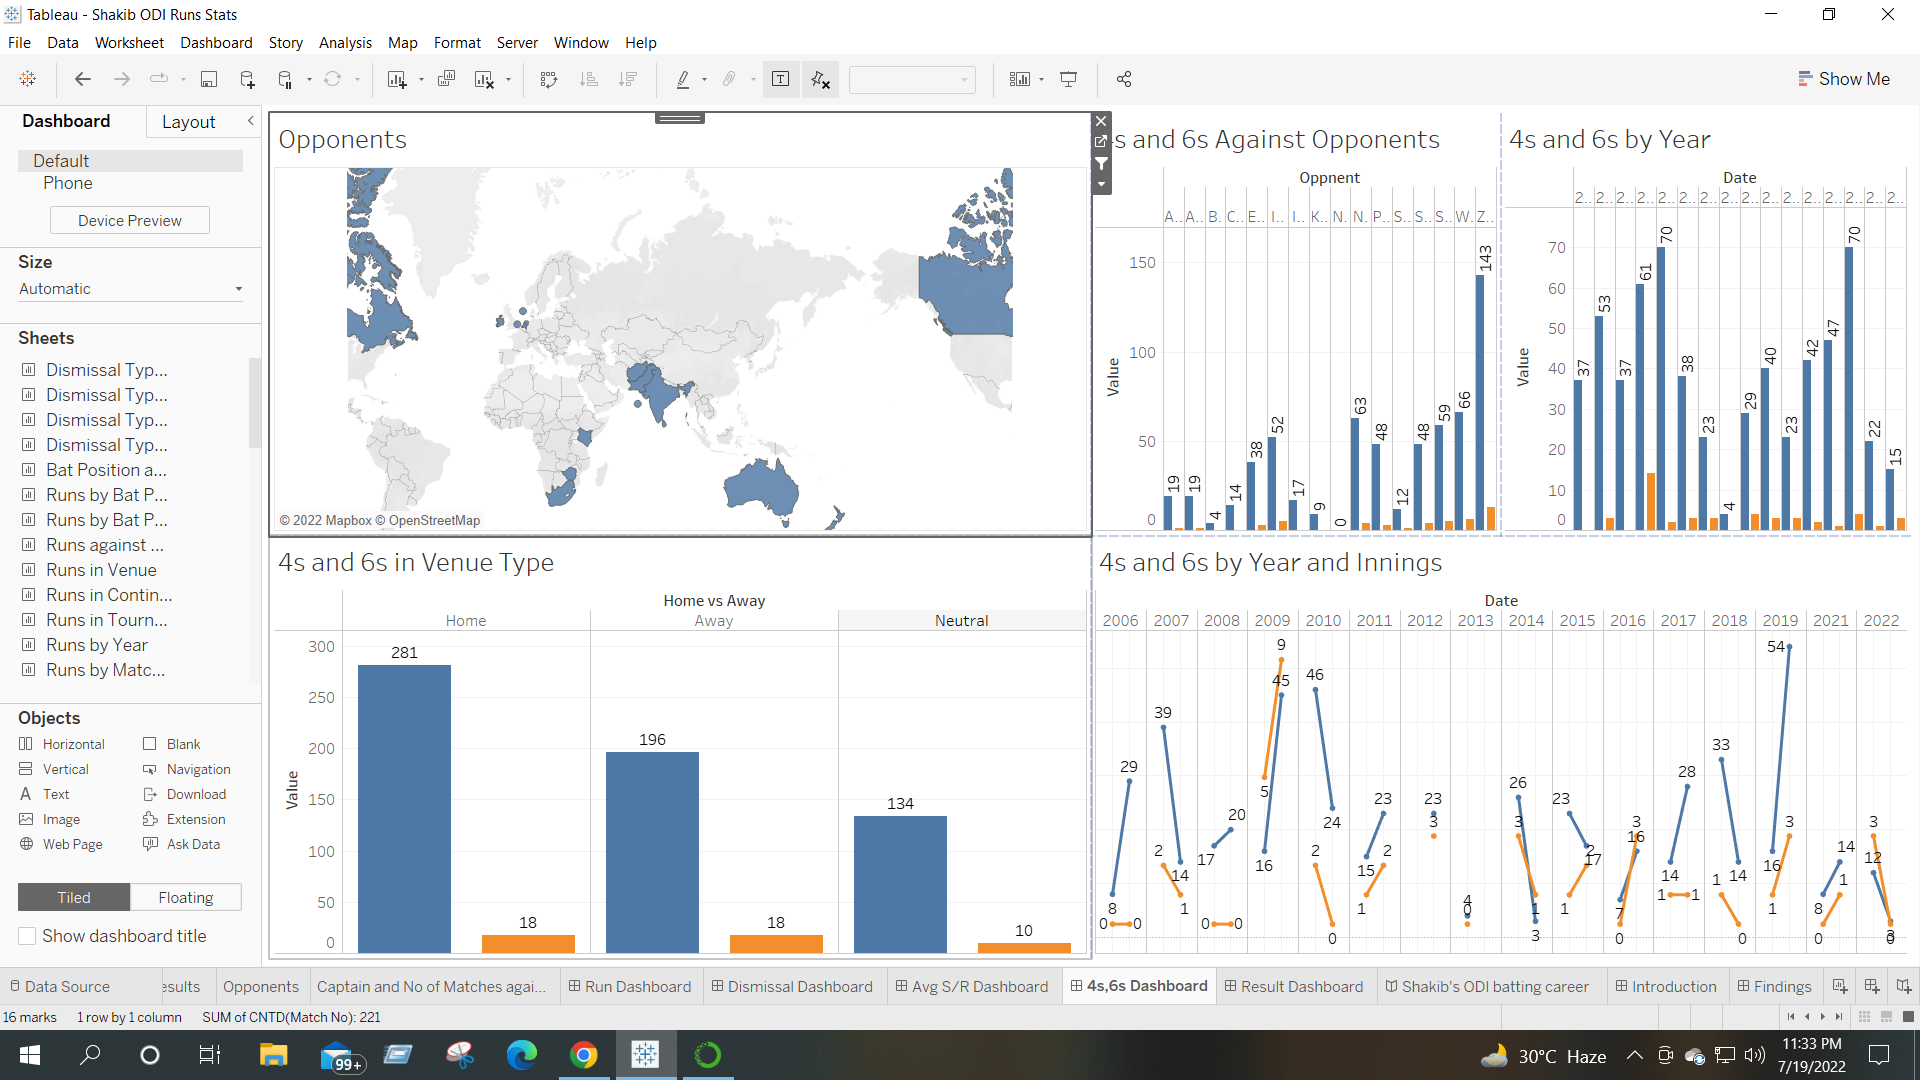 Tableau - Shakib ODI Runs Stats
File Data Worksheet Dashboard Story Analysis Map Format Server Window Help
Show Me
Dashboard Layout
Default
Phone
Device Preview
Size
Automatic
Sheets
Dismissal Typ...
Dismissal Typ...
Dismissal Typ...
Dismissal Typ...
Bat Position a...
Runs by Bat P...
Runs by Bat P...
Runs against ...
Runs in Venue
Runs in Contin...
Runs in Tourn...
Runs by Year
Runs by Matc...
Objects
Horizontal Blank
Vertical Navigation
Text Download
Image Extension
Web Page Ask Data
Tiled Floating
Show dashboard title
Opponents
© 2022 Mapbox © OpenStreetMap
s and 6s Against Opponents
Oppnent
A.. A.. B. C.. E.. I.. I.. K.. N. N. P.. S.. S.. S.. W. Z..
150
100
50
0
Value
19 19 4 14 38 52 17 9 0 63 48 12 48 59 66 143
4s and 6s by Year
Date
2.. 2.. 2.. 2.. 2.. 2.. 2.. 2.. 2.. 2.. 2.. 2.. 2.. 2.. 2.. 2..
70
60
50
40
30
20
10
0
Value
37 53 37 61 70 38 23 4 29 40 23 42 47 70 22 15
4s and 6s in Venue Type
Home vs Away
Home Away Neutral
300
250
200
150
100
50
0
Value
281 18 196 18 134 10
4s and 6s by Year and Innings
Date
2006 2007 2008 2009 2010 2011 2012 2013 2014 2015 2016 2017 2018 2019 2021 2022
8 29 0 0
39 14 2 1
17 20 0 0
16 45 5 9
46 24 2 0
15 23 1 2
23 3
4 0
26 3 3 1
23 17 1 2
7 16 0 3
14 28 1 1
33 14 1 0
16 54 1 3
8 14 0 1
12 3 3 0
Data Source esults Opponents Captain and No of Matches agai... Run Dashboard Dismissal Dashboard Avg S/R Dashboard 4s,6s Dashboard Result Dashboard Shakib's ODI batting career Introduction Findings
16 marks 1 row by 1 column SUM of CNTD(Match No): 221
99+
30°C Haze
11:33 PM
7/19/2022